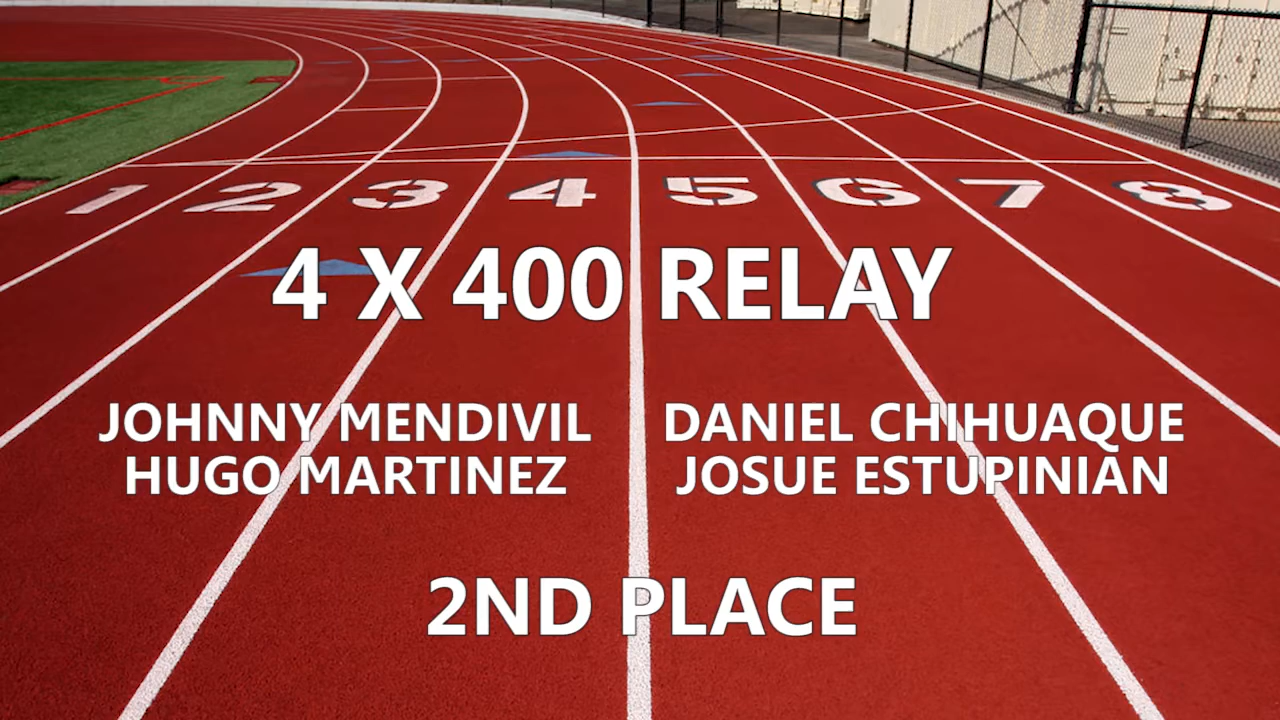 1 2 3 4 5 6 7 8
4 X 400 RELAY
JOHNNY MENDIVIL DANIEL CHIHUAQUE
HUGO MARTINEZ JOSUE ESTUPINIAN
2ND PLACE